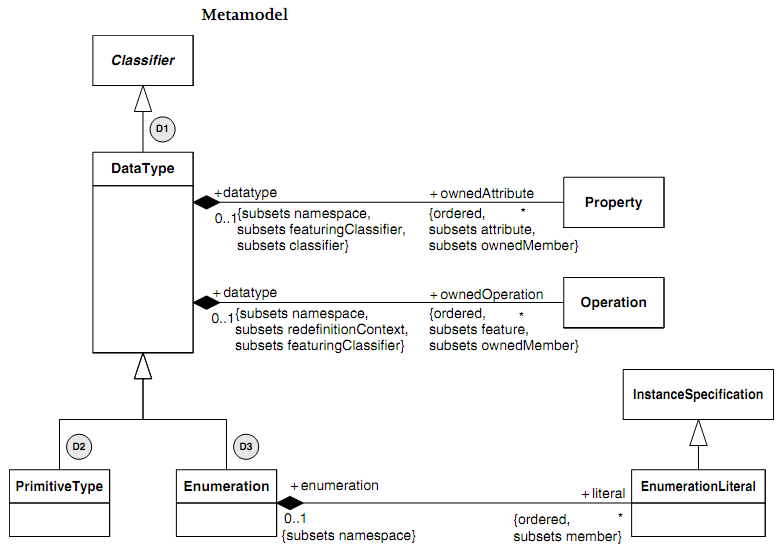 Metamodel
Classifier
D1
DataType
+datatype
+ownedAttribute
Property
0..1
{subsets namespace,
subsets featuringClassifier,
subsets classifier}
{ordered,
*
subsets attribute,
subsets ownedMember}
+datatype
+ownedOperation
Operation
0..1
{subsets namespace,
subsets redefinitionContext,
subsets featuringClassifier}
{ordered,
*
subsets feature,
subsets ownedMember}
InstanceSpecification
D2
D3
PrimitiveType
Enumeration
+enumeration
+literal
EnumerationLiteral
0..1
{subsets namespace}
{ordered,
*
subsets member}